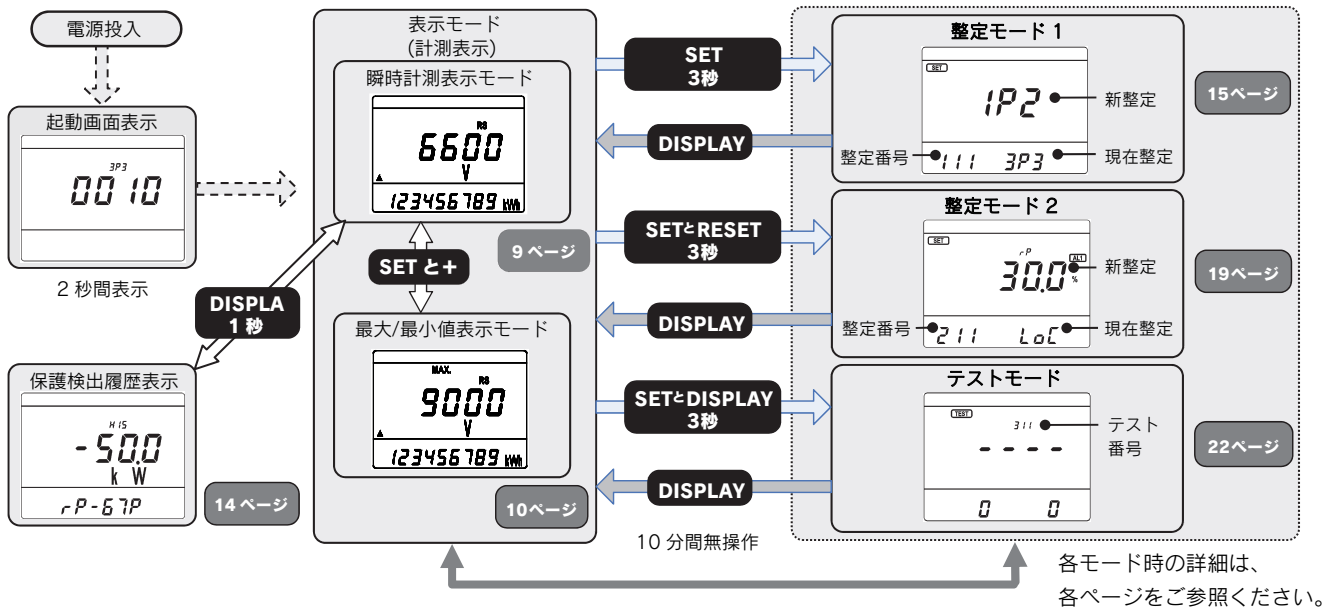 電源投入
起動画面表示
3P3
0010
2 秒間表示
DISPLA
1 秒
保護検出履歴表示
HIS
-50.0
k W
rP-67P
14 ページ
表示モード
(計測表示)
瞬時計測表示モード
RS
6600
V
123456789 kWh
9 ページ
SET と+
最大/最小値表示モード
MAX.
RS
9000
V
123456789 kWh
10ページ
SET
3秒
DISPLAY
SETとRESET
3秒
DISPLAY
SETとDISPLAY
3秒
DISPLAY
10 分間無操作
整定モード 1
SET
1P2
新整定
整定番号
111
3P3
現在整定
15ページ
整定モード 2
SET
rP
AL1
30.0
%
新整定
整定番号
211
LoC
現在整定
19ページ
テストモード
TEST
311
テスト
番号
- - - -
0 0
22ページ
各モード時の詳細は、
各ページをご参照ください。